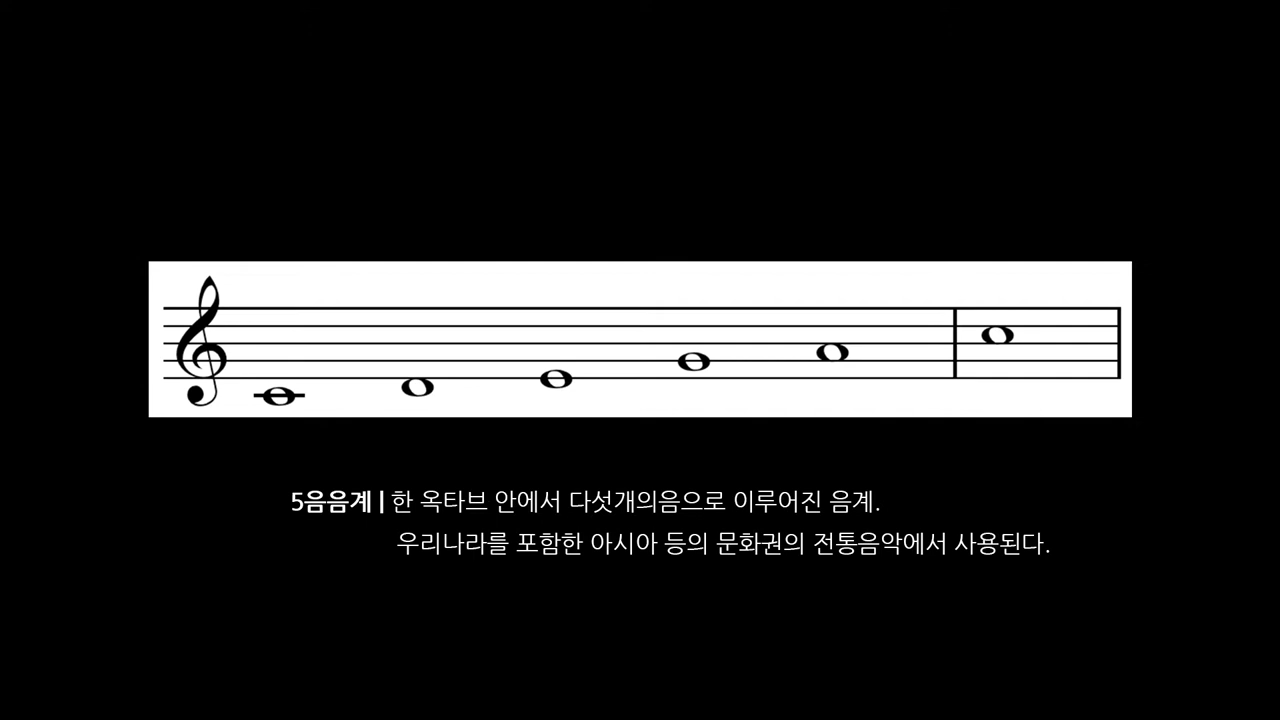 5음음계 | 한 옥타브 안에서 다섯개의음으로 이루어진 음계.
우리나라를 포함한 아시아 등의 문화권의 전통음악에서 사용된다.